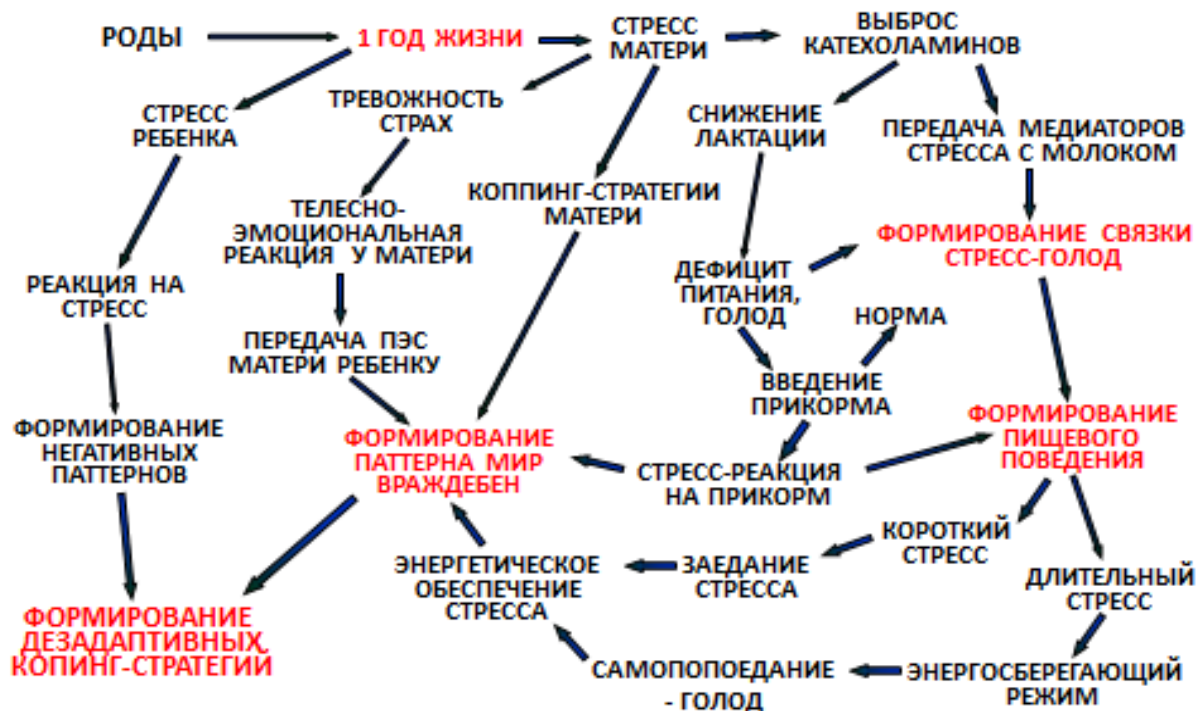 РОДЫ
1 ГОД ЖИЗНИ
СТРЕСС
МАТЕРИ
ВЫБРОС
КАТЕХОЛАМИНОВ
СТРЕСС
РЕБЕНКА
ТРЕВОЖНОСТЬ
СТРАХ
СНИЖЕНИЕ
ЛАКТАЦИИ
ПЕРЕДАЧА МЕДИАТОРОВ
СТРЕССА С МОЛОКОМ
КОППИНГ-СТРАТЕГИИ
МАТЕРИ
ТЕЛЕСНО-
ЭМОЦИОНАЛЬНАЯ
РЕАКЦИЯ У МАТЕРИ
ФОРМИРОВАНИЕ СВЯЗКИ
СТРЕСС-ГОЛОД
РЕАКЦИЯ НА
СТРЕСС
ДЕФИЦИТ
ПИТАНИЯ,
ГОЛОД
НОРМА
ПЕРЕДАЧА ПЭС
МАТЕРИ РЕБЕНКУ
ВВЕДЕНИЕ
ПРИКОРМА
ФОРМИРОВАНИЕ
НЕГАТИВНЫХ
ПАТТЕРНОВ
ФОРМИРОВАНИЕ
ПАТТЕРНА МИР
ВРАЖДЕБЕН
СТРЕСС-РЕАКЦИЯ
НА ПРИКОРМ
ФОРМИРОВАНИЕ
ПИЩЕВОГО
ПОВЕДЕНИЯ
КОРОТКИЙ
СТРЕСС
ЭНЕРГЕТИЧЕСКОЕ
ОБЕСПЕЧЕНИЕ
СТРЕССА
ЗАЕДАНИЕ
СТРЕССА
ДЛИТЕЛЬНЫЙ
СТРЕСС
ФОРМИРОВАНИЕ
ДЕЗАДАПТИВНЫХ
КОПИНГ-СТРАТЕГИЙ
САМОПОПОЕДАНИЕ
- ГОЛОД
ЭНЕРГОСБЕРЕГАЮЩИЙ
РЕЖИМ